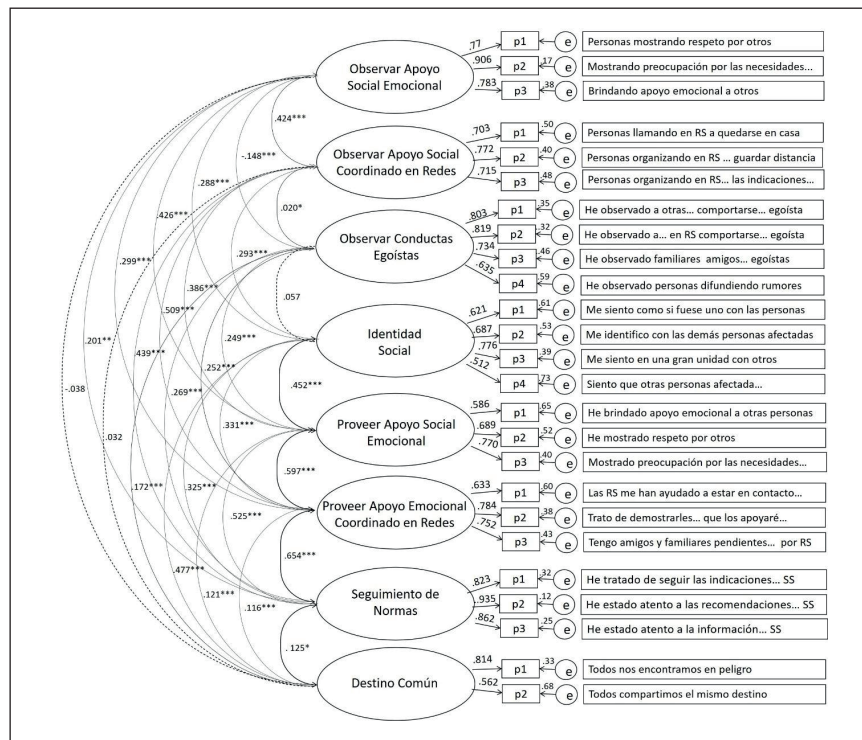 .77 p1 e Personas mostrando respeto por otros
Observar Apoyo
Social Emocional
.906 p2 .17 e Mostrando preocupación por las necesidades...
.783 p3 .38 e Brindando apoyo emocional a otros
.424***
.703 p1 .50 e Personas llamando en RS a quedarse en casa
Observar Apoyo Social
Coordinado en Redes
.772 p2 .40 e Personas organizando en RS ... guardar distancia
.715 p3 .48 e Personas organizando en RS... las indicaciones...
-.148***
.288***
.020*
.426***
.803 p1 .35 e He observado a otras... comportarse... egoísta
Observar Conductas
Egoístas
.819 p2 .32 e He observado a... en RS comportarse... egoísta
.734 p3 .46 e He observado familiares amigos... egoístas
.635 p4 .59 e He observado personas difundiendo rumores
.299***
.293***
.386***
.057
.509***
.621 p1 .61 e Me siento como si fuese uno con las personas
Identidad
Social
.687 p2 .53 e Me identifico con las demás personas afectadas
.776 p3 .39 e Me siento en una gran unidad con otros
.512 p4 .73 e Siento que otras personas afectada...
.201**
.439***
.249***
.252***
.452***
-.038
.269***
.586 p1 .65 e He brindado apoyo emocional a otras personas
Proveer Apoyo Social
Emocional
.689 p2 .52 e He mostrado respeto por otros
.770 p3 .40 e Mostrado preocupación por las necesidades...
.331***
.032
.597***
.172***
.325***
.633 p1 .60 e Las RS me han ayudado a estar en contacto...
Proveer Apoyo Emocional
Coordinado en Redes
.784 p2 .38 e Trato de demostrarles... que los apoyaré...
.752 p3 .43 e Tengo amigos y familiares pendientes... por RS
.525***
.654***
.477***
.823 p1 .32 e He tratado de seguir las indicaciones... SS
Seguimiento de
Normas
.935 p2 .12 e He estado atento a las recomendaciones... SS
.862 p3 .25 e He estado atento a la información... SS
.121***
.116***
.125*
.814 p1 .33 e Todos nos encontramos en peligro
Destino Común
.562 p2 .68 e Todos compartimos el mismo destino